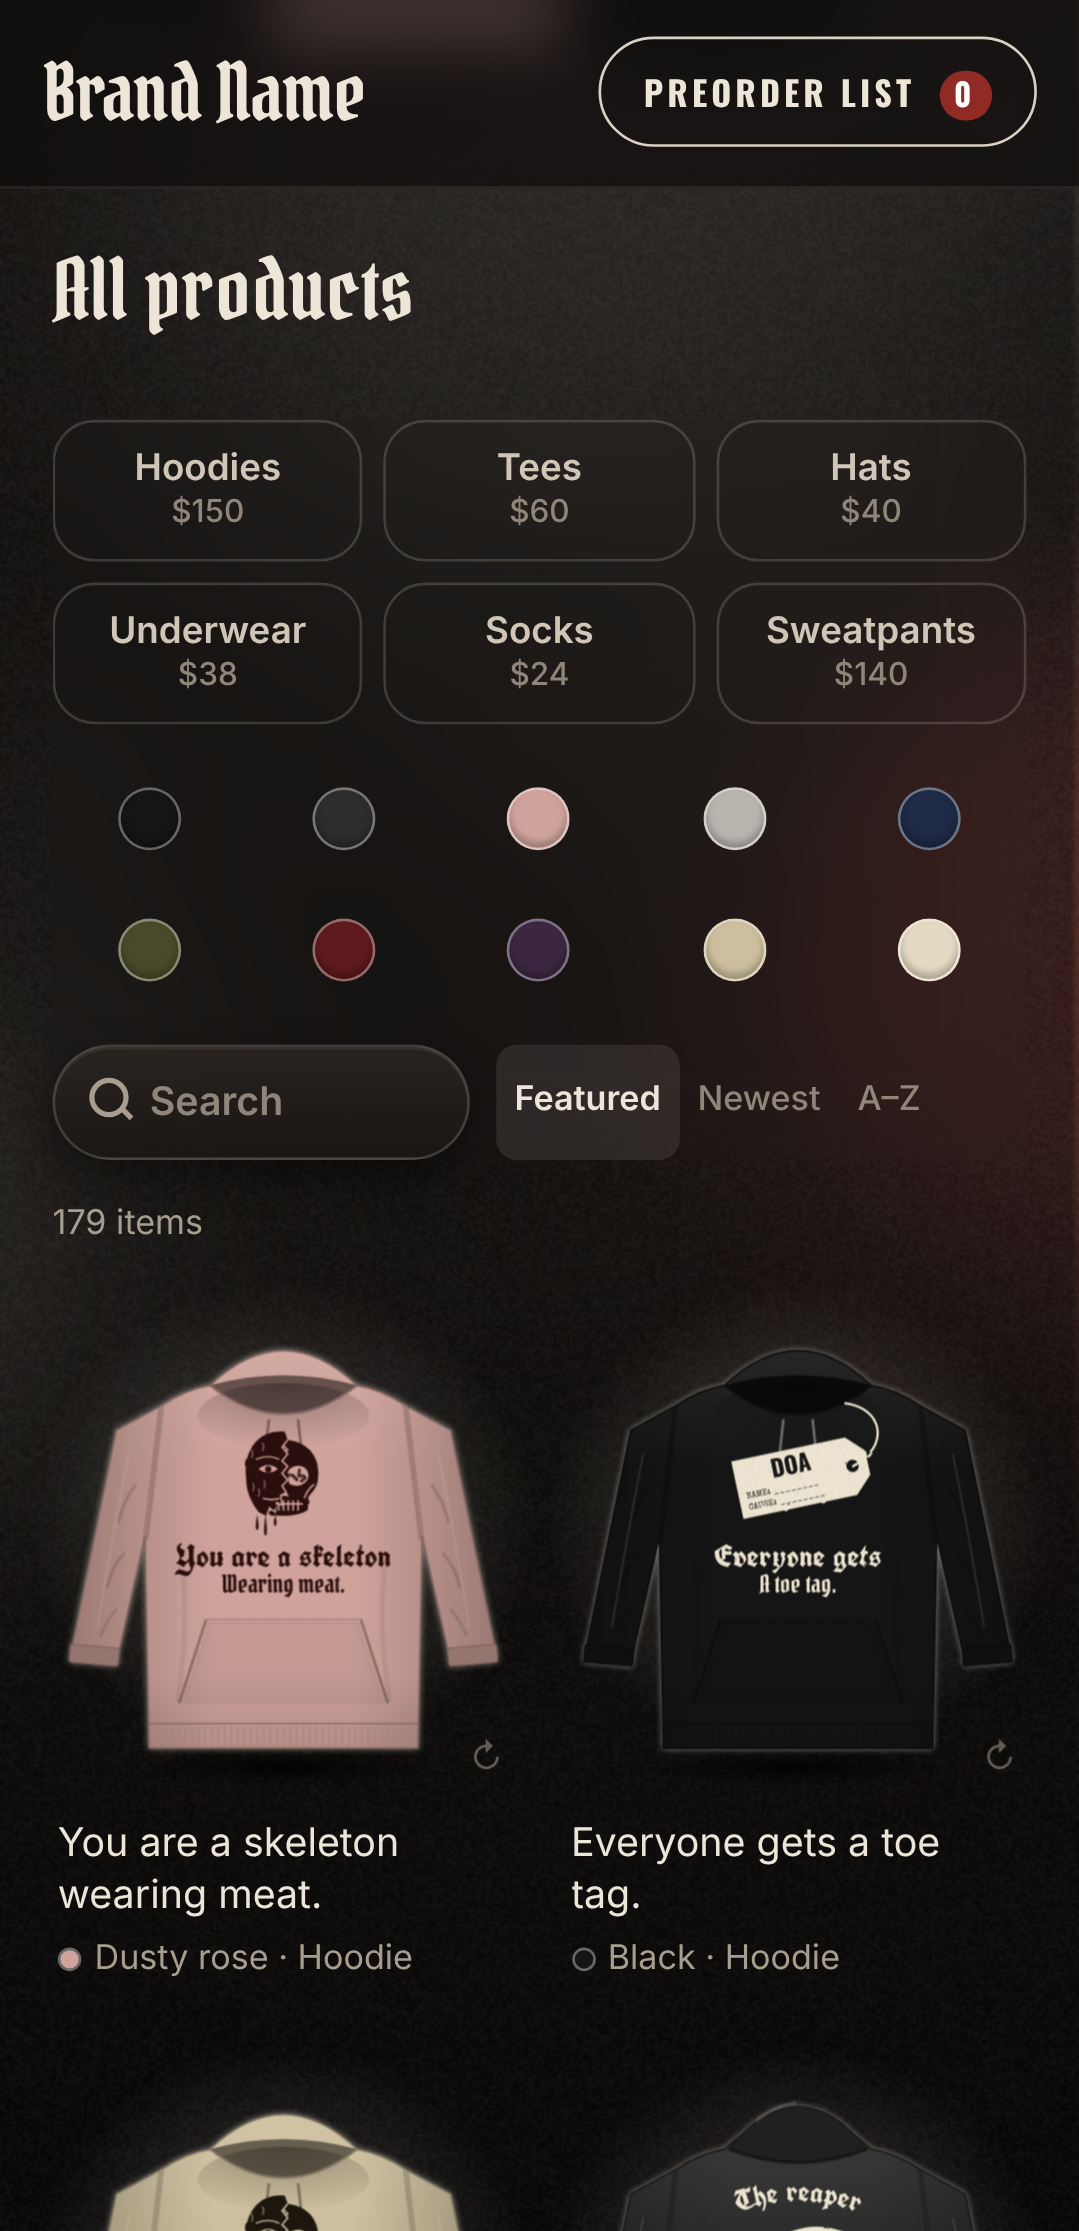 Brand Name
PREORDER LIST 0
All products
Hoodies
$150
Tees
$60
Hats
$40
Underwear
$38
Socks
$24
Sweatpants
$140
Search
Featured
Newest
A–Z
179 items
You are a skeleton
Wearing meat.
DOA
NAME:
CAUSE:
Everyone gets
A toe tag.
You are a skeleton
wearing meat.
Dusty rose · Hoodie
Everyone gets a toe
tag.
Black · Hoodie
The reaper